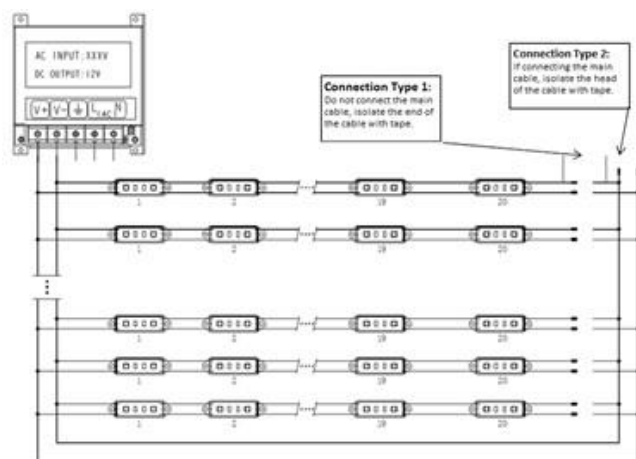 AC INPUT:XXXV
DC OUTPUT:12V
V+ V- L/AC N
Connection Type 1:
Do not connect the main
cable, isolate the end of
the cable with tape.
Connection Type 2:
If connecting the main
cable, isolate the head
of the cable with tape.
1 2 19 20
1 2 19 20
1 2 19 20
1 2 19 20
1 2 19 20